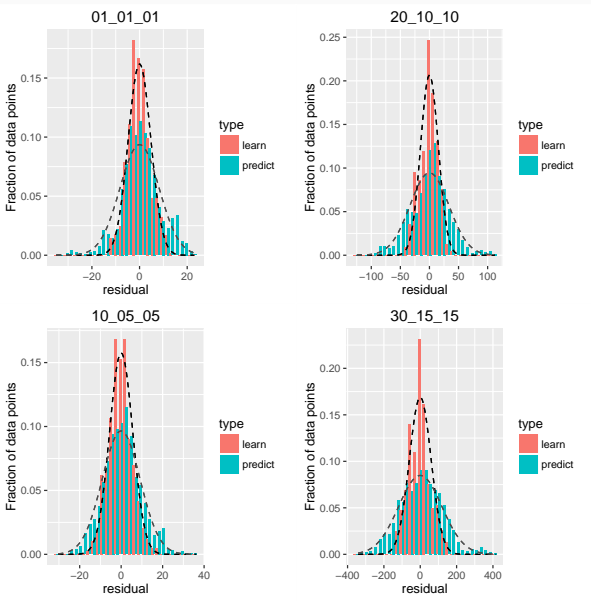 01_01_01
Fraction of data points
0.15
0.10
0.05
0.00
−20
0
20
residual
type
learn
predict
20_10_10
Fraction of data points
0.25
0.20
0.15
0.10
0.05
0.00
−100
−50
0
50
100
residual
type
learn
predict
10_05_05
Fraction of data points
0.15
0.10
0.05
0.00
−20
0
20
40
residual
type
learn
predict
30_15_15
Fraction of data points
0.20
0.15
0.10
0.05
0.00
−400
−200
0
200
400
residual
type
learn
predict